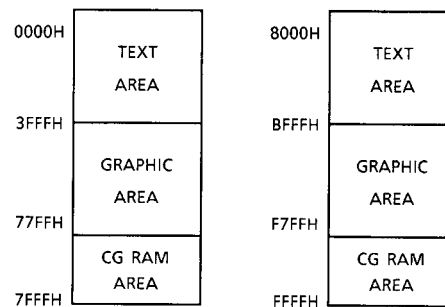 0000H
TEXT
AREA
3FFFH
GRAPHIC
AREA
77FFH
CG RAM
AREA
7FFFH
8000H
TEXT
AREA
BFFFH
GRAPHIC
AREA
F7FFH
CG RAM
AREA
FFFFH